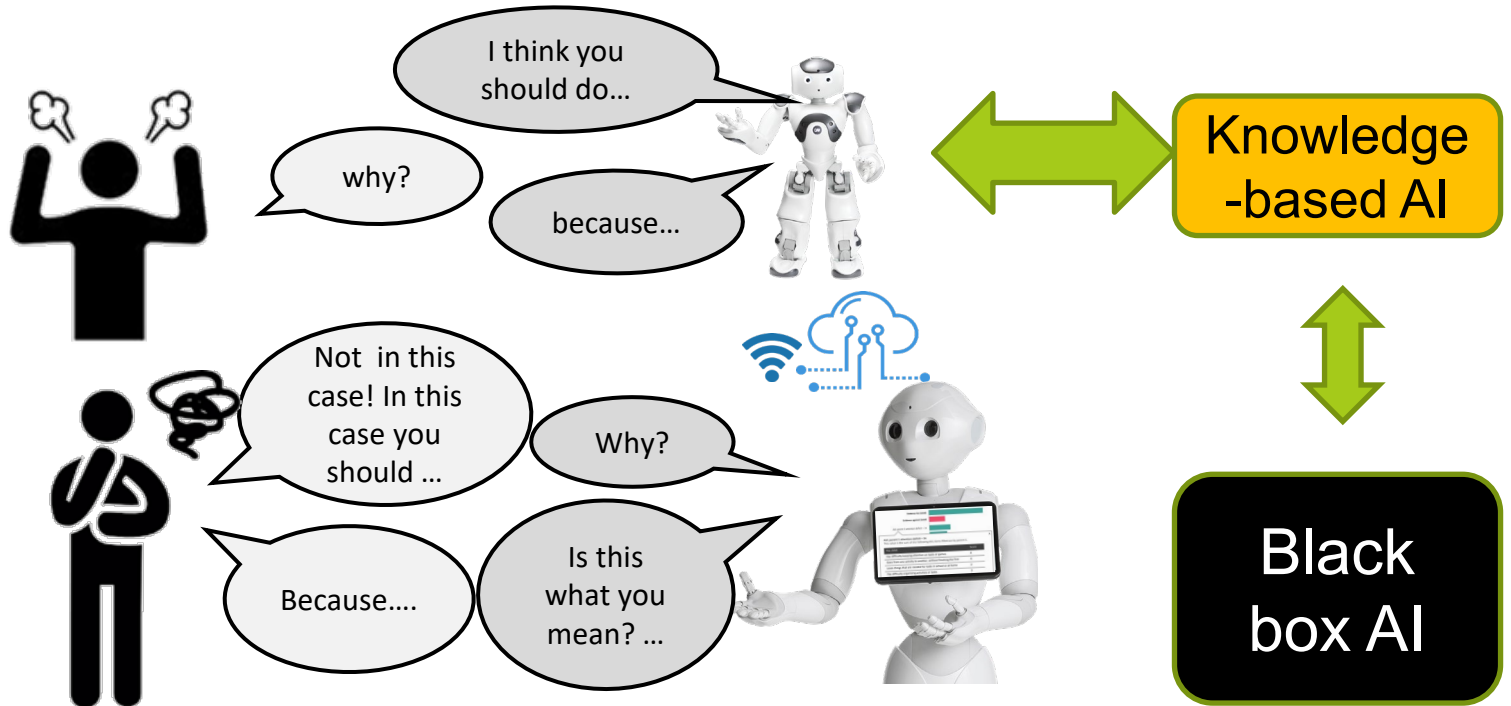 I think you
should do…
why?
because…
Knowledge
-based AI
Not in this
case! In this
case you
should …
Why?
Because….
Is this
what you
mean? …
Black
box AI